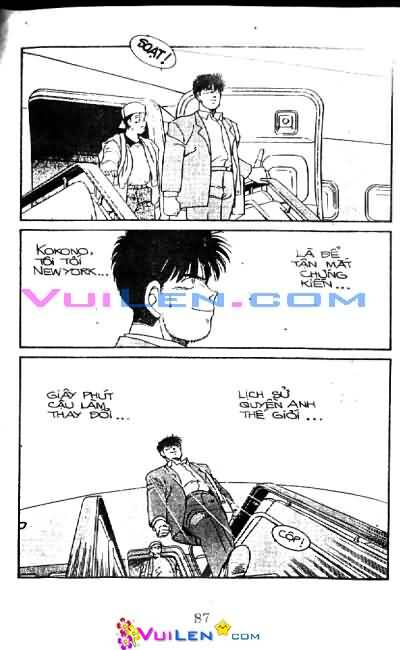 SOẠT!
KOKONO,
TÔI TỚI
NEW YORK...
LÀ ĐỂ
TẬN MẮT
CHỨNG
KIẾN...
VUILEN.COM
GIÂY PHÚT
CẬU LÀM
THAY ĐỔI...
LỊCH SỬ
QUYỀN ANH
THẾ GIỚI...
CỘP!
87
VUILEN.COM